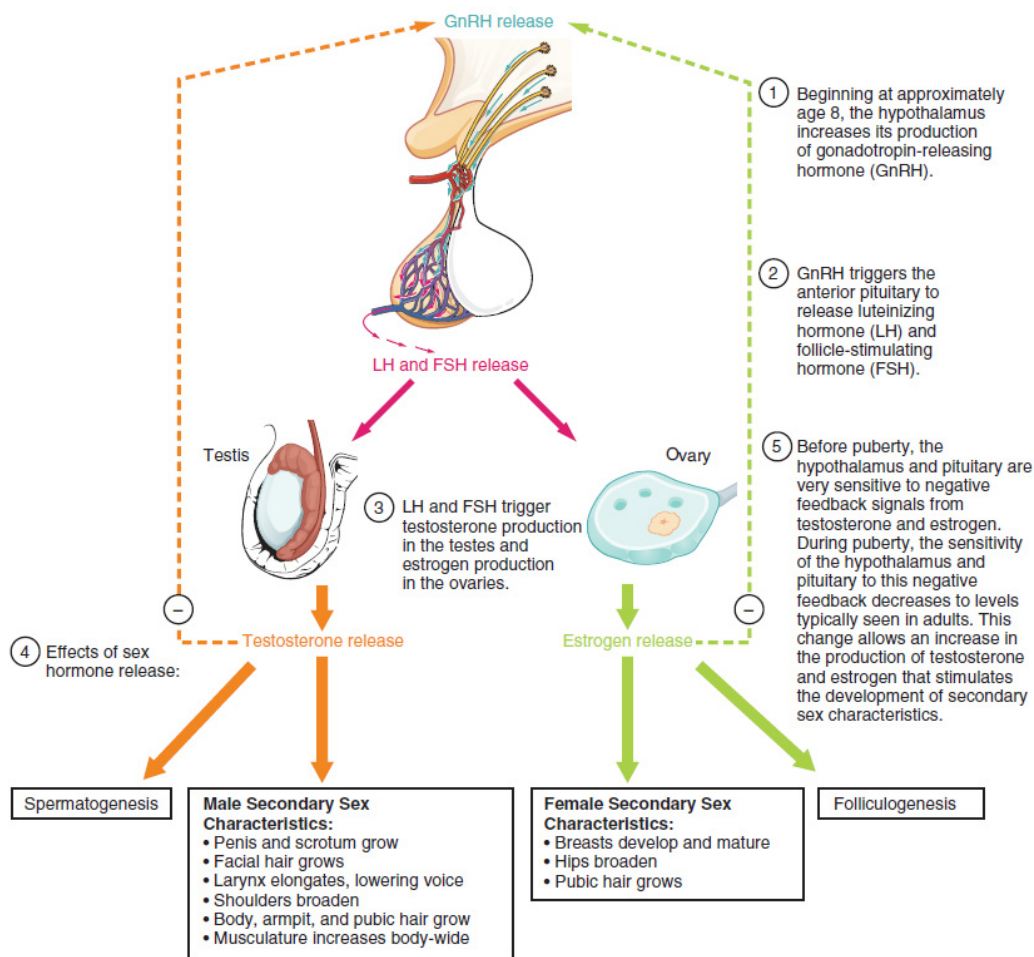 GnRH release
1 Beginning at approximately
age 8, the hypothalamus
increases its production
of gonadotropin-releasing
hormone (GnRH).
2 GnRH triggers the
anterior pituitary to
release luteinizing
hormone (LH) and
follicle-stimulating
hormone (FSH).
LH and FSH release
Testis
Ovary
3 LH and FSH trigger
testosterone production
in the testes and
estrogen production
in the ovaries.
5 Before puberty, the
hypothalamus and pituitary are
very sensitive to negative
feedback signals from
testosterone and estrogen.
During puberty, the sensitivity
of the hypothalamus and
pituitary to this negative
feedback decreases to levels
typically seen in adults. This
change allows an increase in
the production of testosterone
and estrogen that stimulates
the development of secondary
sex characteristics.
–
–
Testosterone release
Estrogen release
4 Effects of sex
hormone release:
Spermatogenesis
Male Secondary Sex
Characteristics:
• Penis and scrotum grow
• Facial hair grows
• Larynx elongates, lowering voice
• Shoulders broaden
• Body, armpit, and pubic hair grow
• Musculature increases body-wide
Female Secondary Sex
Characteristics:
• Breasts develop and mature
• Hips broaden
• Pubic hair grows
Folliculogenesis